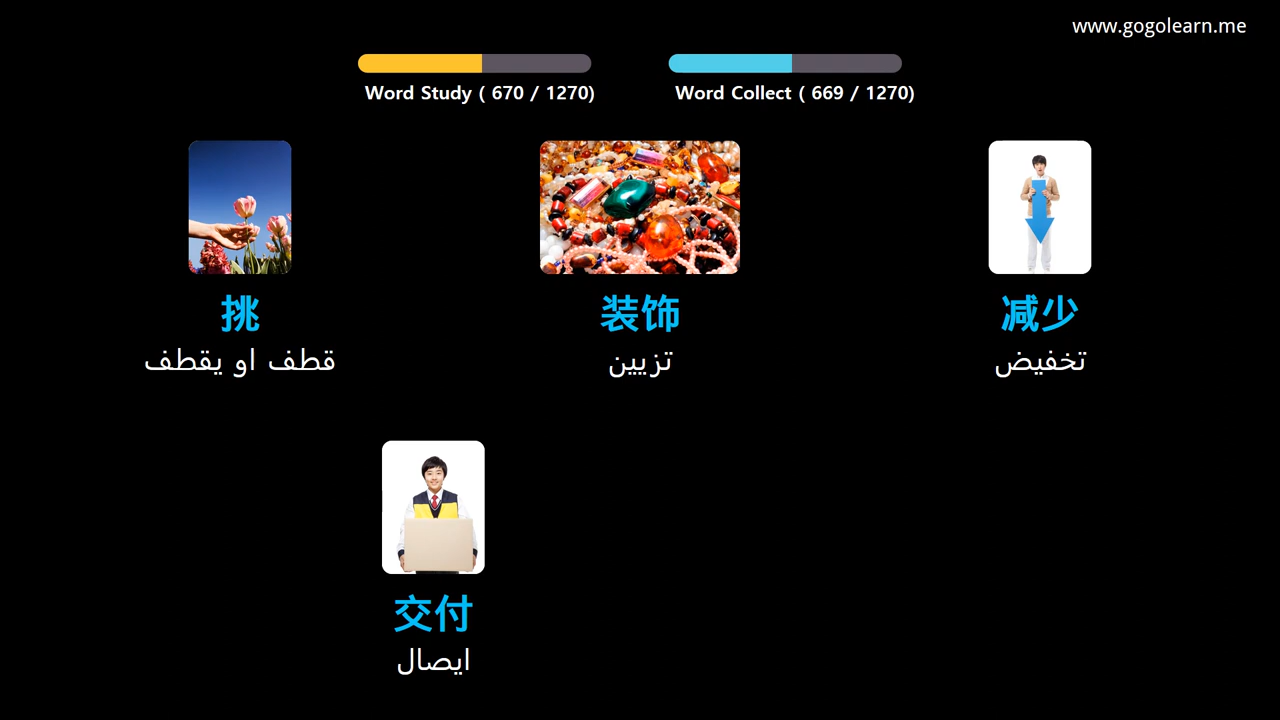 www.gogolearn.me
Word Study ( 670 / 1270)
Word Collect ( 669 / 1270)
挑
装饰
减少
قطف او يقطف
تزيين
تخفيض
交付
ايصال